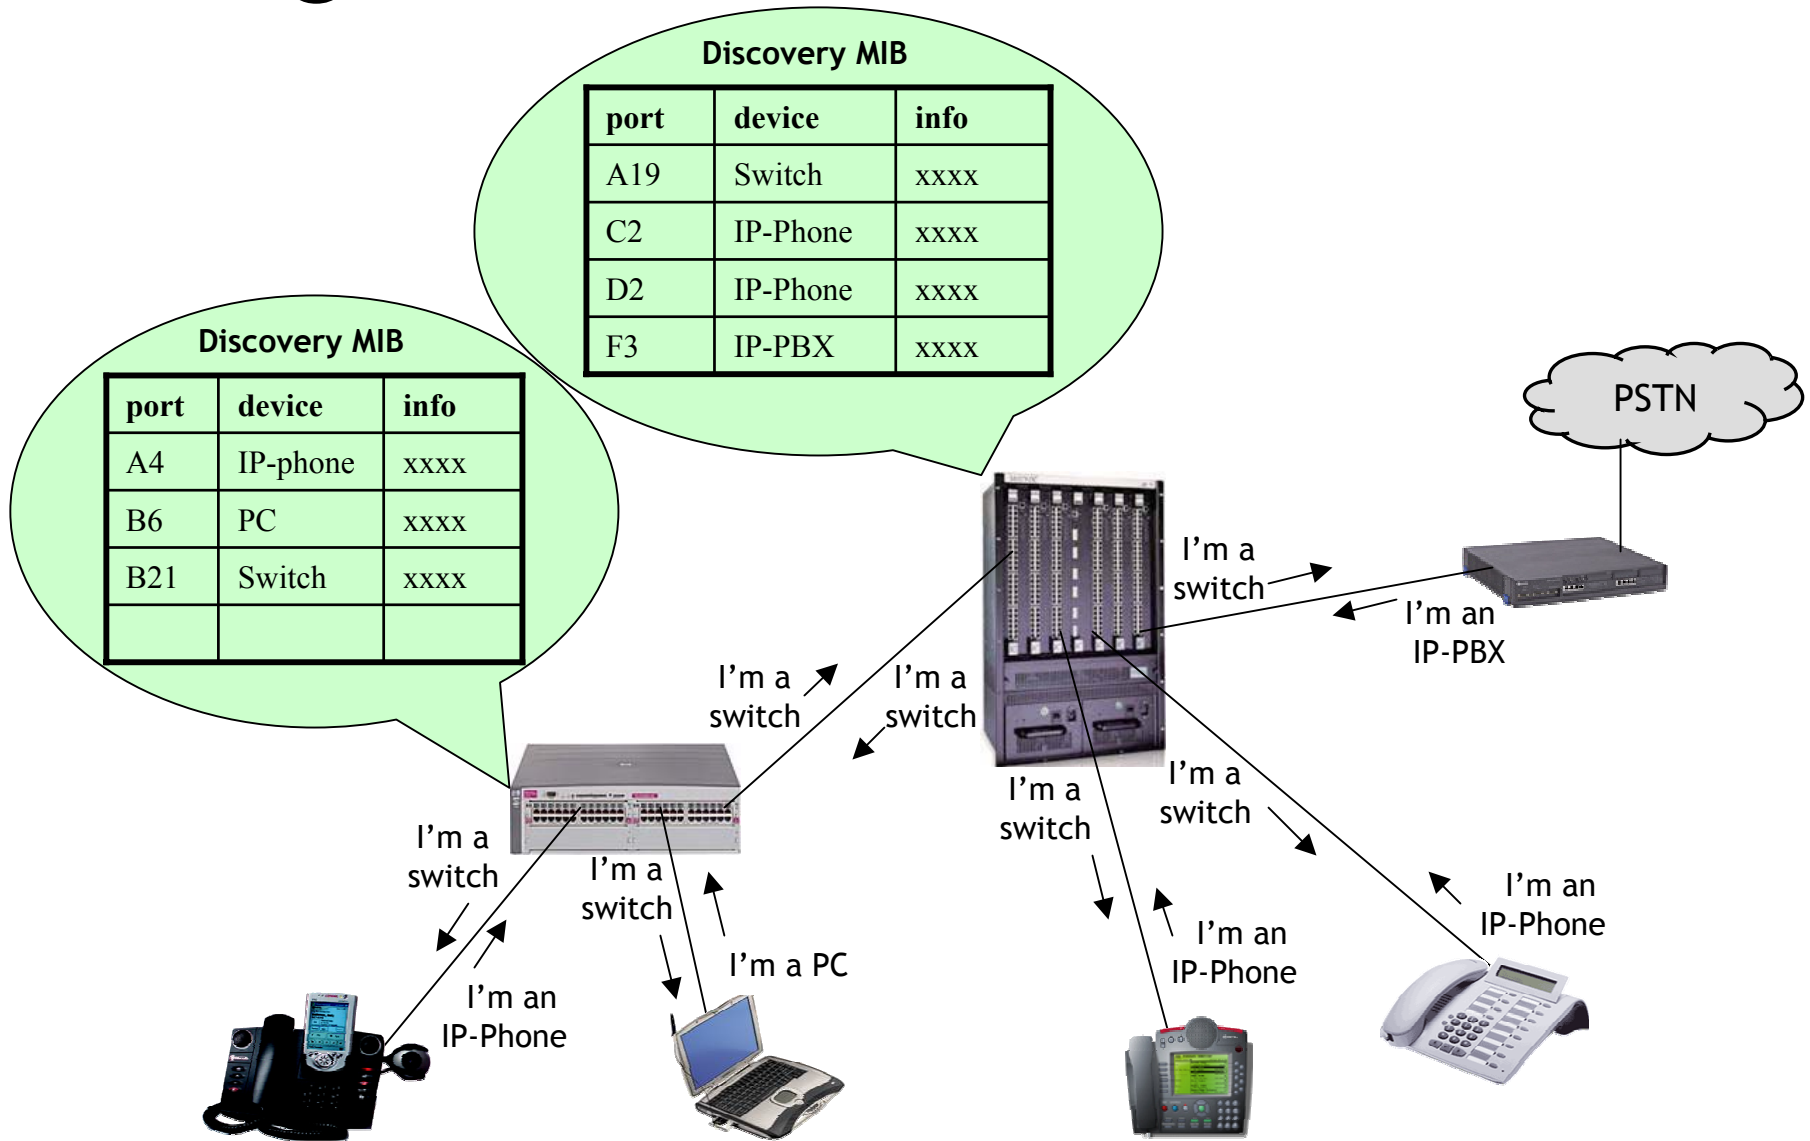 Discovery MIB
port device info
A19 Switch xxxx
C2 IP-Phone xxxx
D2 IP-Phone xxxx
F3 IP-PBX xxxx
Discovery MIB
port device info
A4 IP-phone xxxx
B6 PC xxxx
B21 Switch xxxx
PSTN
I'm a
switch
I'm an
IP-PBX
I'm a
switch
I'm a
switch
I'm a
switch
I'm a
switch
I'm a
switch
I'm a
switch
I'm an
IP-Phone
I'm a PC
I'm an
IP-Phone
I'm an
IP-Phone